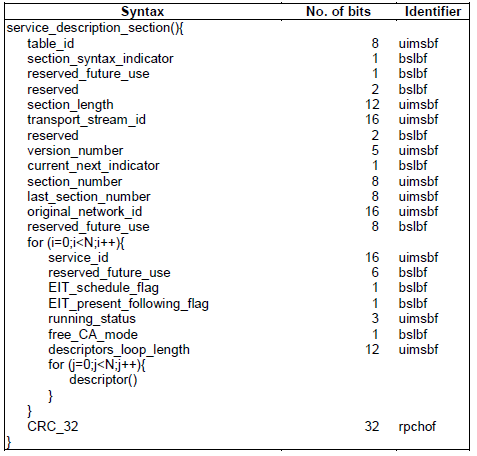 Syntax No. of bits Identifier
service_description_section(){
table_id 8 uimsbf
section_syntax_indicator 1 bslbf
reserved_future_use 1 bslbf
reserved 2 bslbf
section_length 12 uimsbf
transport_stream_id 16 uimsbf
reserved 2 bslbf
version_number 5 uimsbf
current_next_indicator 1 bslbf
section_number 8 uimsbf
last_section_number 8 uimsbf
original_network_id 16 uimsbf
reserved_future_use 8 bslbf
for (i=0;i<N;i++){
service_id 16 uimsbf
reserved_future_use 6 bslbf
EIT_schedule_flag 1 bslbf
EIT_present_following_flag 1 bslbf
running_status 3 uimsbf
free_CA_mode 1 bslbf
descriptors_loop_length 12 uimsbf
for (j=0;j<N;j++){
descriptor()
}
}
CRC_32 32 rpchof
}